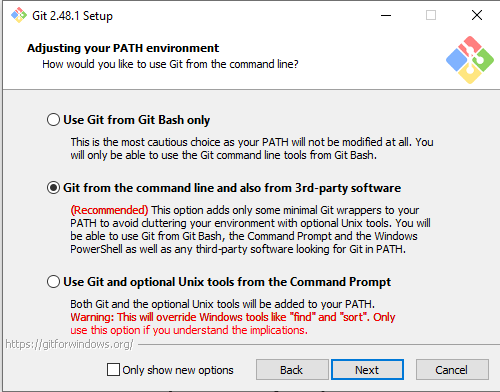 Git 2.48.1 Setup
Adjusting your PATH environment
How would you like to use Git from the command line?
Use Git from Git Bash only
This is the most cautious choice as your PATH will not be modified at all. You
will only be able to use the Git command line tools from Git Bash.
Git from the command line and also from 3rd-party software
(Recommended) This option adds only some minimal Git wrappers to your
PATH to avoid cluttering your environment with optional Unix tools. You will
be able to use Git from Git Bash, the Command Prompt and the Windows
PowerShell as well as any third-party software looking for Git in PATH.
Use Git and optional Unix tools from the Command Prompt
Both Git and the optional Unix tools will be added to your PATH.
Warning: This will override Windows tools like "find" and "sort". Only
use this option if you understand the implications.
https://gitforwindows.org/
Only show new options
Back
Next
Cancel